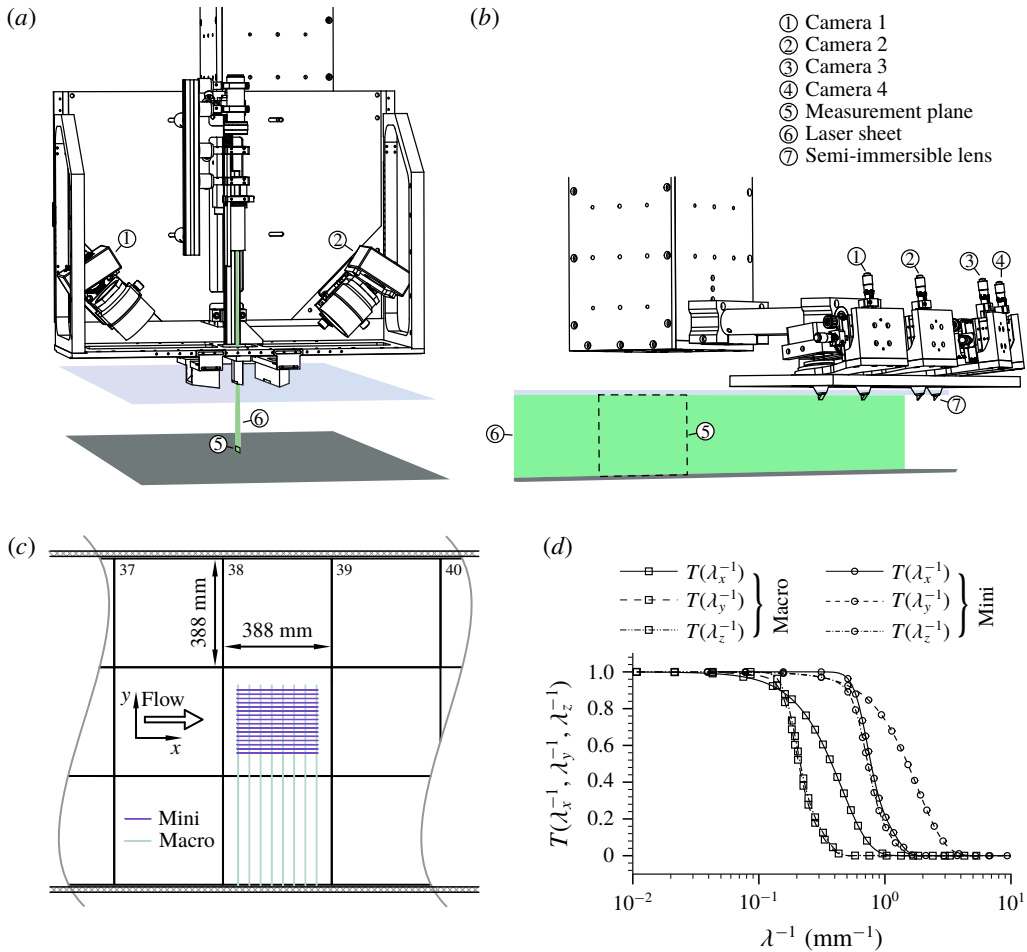 (a)
1
2
6
5
(b)
① Camera 1
② Camera 2
③ Camera 3
④ Camera 4
⑤ Measurement plane
⑥ Laser sheet
⑦ Semi-immersible lens
1
2
3
4
7
6
5
(c)
37
38
39
40
388 mm
388 mm
y
Flow
x
Mini
Macro
(d)
T(λx⁻¹)
T(λy⁻¹)
T(λz⁻¹)
Macro
T(λx⁻¹)
T(λy⁻¹)
T(λz⁻¹)
Mini
T(λx⁻¹, λy⁻¹, λz⁻¹)
1.0
0.8
0.6
0.4
0.2
0
10⁻²
10⁻¹
10⁰
10¹
λ⁻¹ (mm⁻¹)